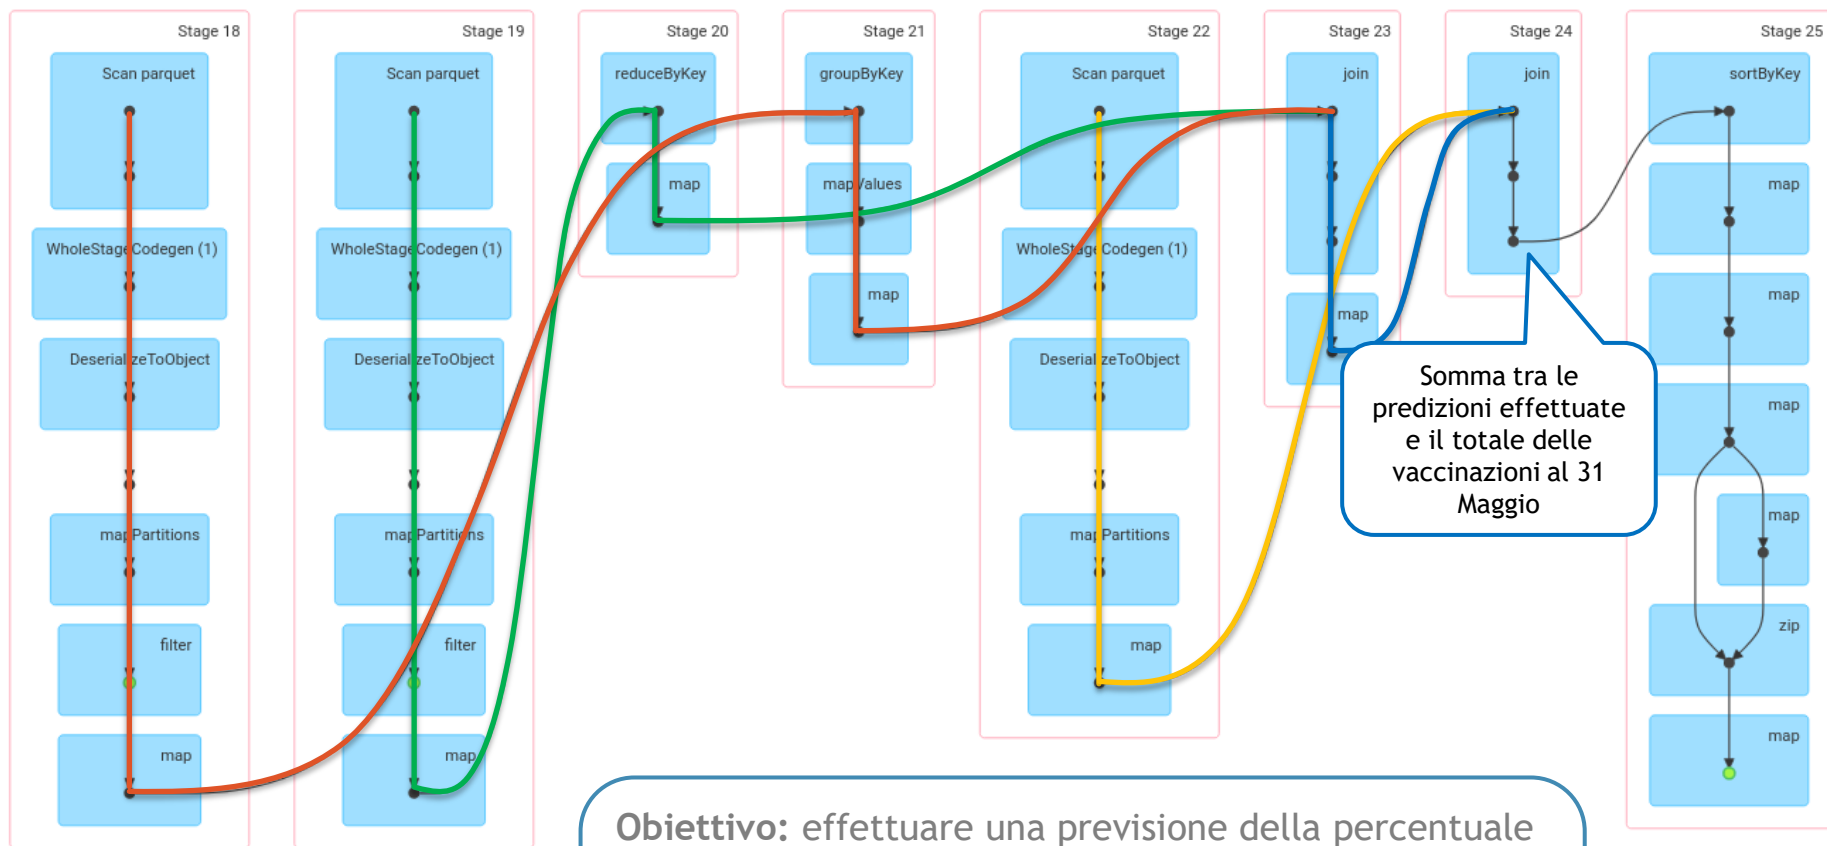 Stage 18
Scan parquet
WholeStageCodegen (1)
DeserializeToObject
mapPartitions
filter
map
Stage 19
Scan parquet
WholeStageCodegen (1)
DeserializeToObject
mapPartitions
filter
map
Stage 20
reduceByKey
map
Stage 21
groupByKey
mapValues
map
Stage 22
Scan parquet
WholeStageCodegen (1)
DeserializeToObject
mapPartitions
map
Stage 23
join
map
Stage 24
join
Somma tra le
predizioni effettuate
e il totale delle
vaccinazioni al 31
Maggio
Stage 25
sortByKey
map
map
map
map
zip
map
Obiettivo: effettuare una previsione della percentuale